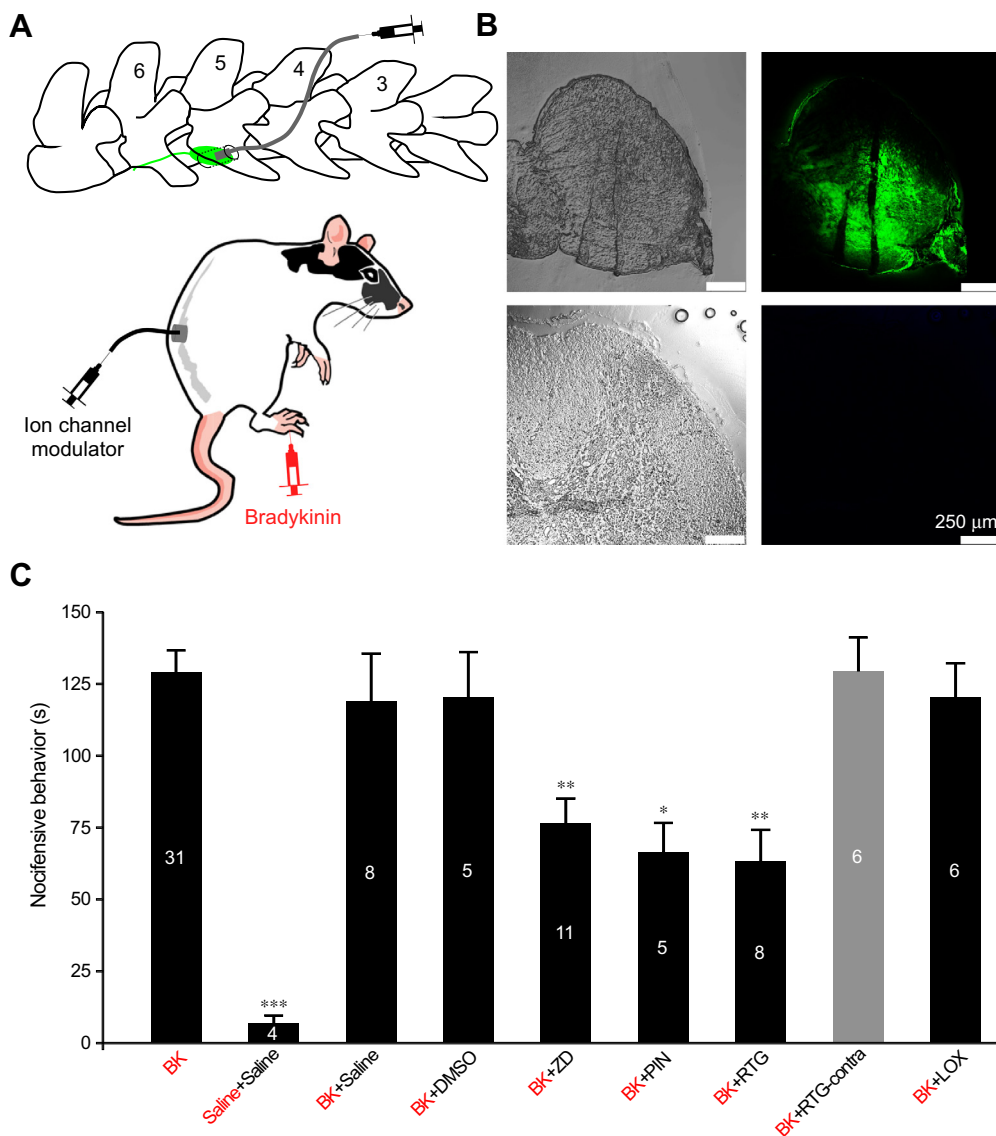 A
6
5
4
3
Ion channel
modulator
Bradykinin
B
250 µm
C
Nocifensive behavior (s)
150
125
100
75
50
25
0
31
***
4
8
5
**
11
*
5
**
8
6
6
BK
Saline+Saline
BK+Saline
BK+DMSO
BK+ZD
BK+PIN
BK+RTG
BK+RTG-contra
BK+LOX